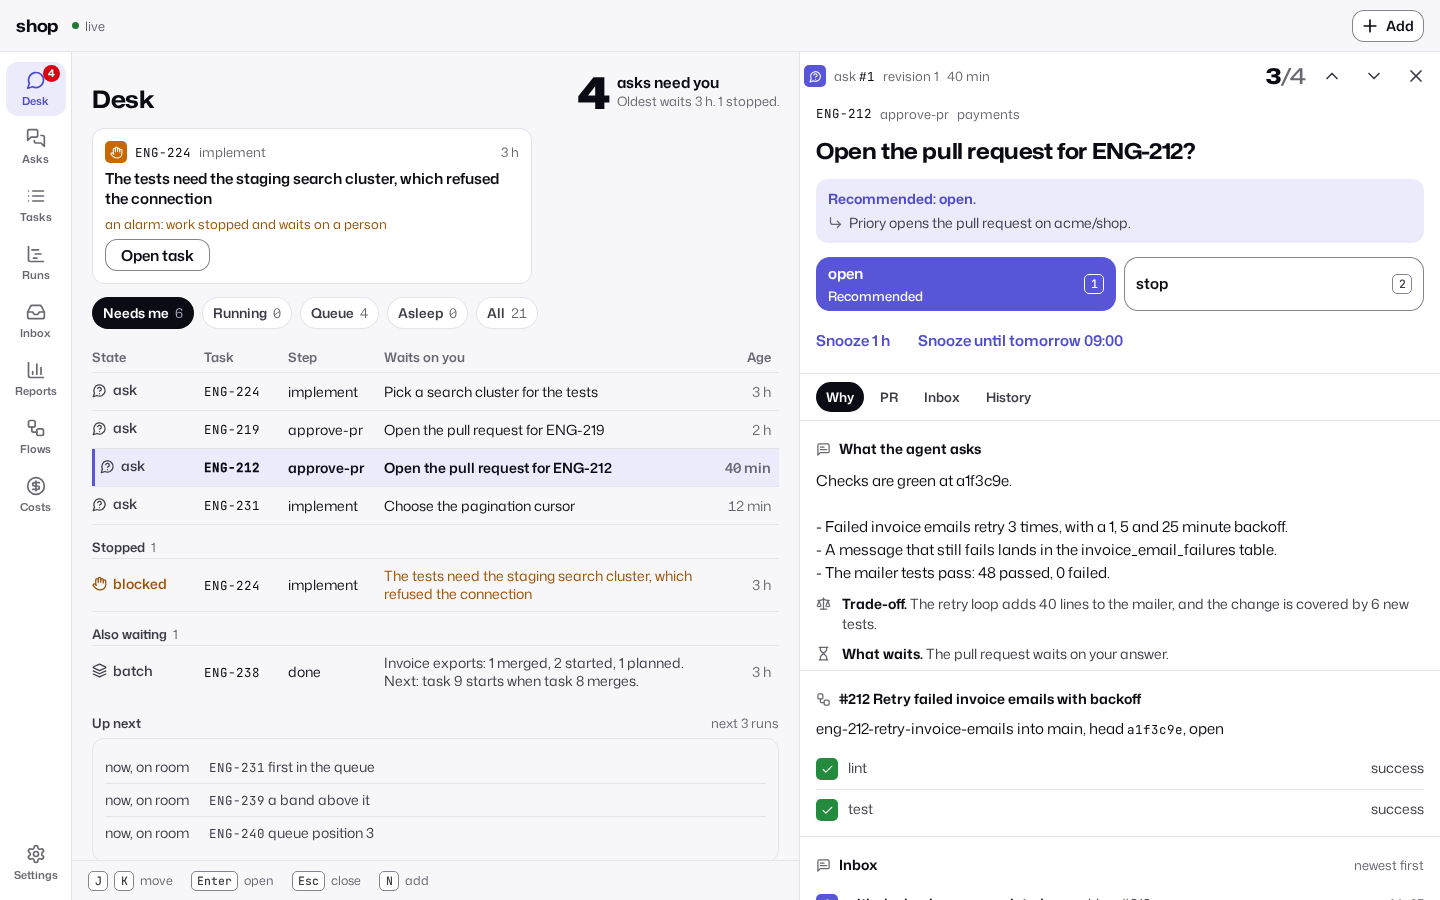 shop live
Add
4
Desk
Asks
Tasks
Runs
Inbox
Reports
Flows
Costs
Settings
Desk
4 asks need you
Oldest waits 3 h. 1 stopped.
ENG-224 implement 3 h
The tests need the staging search cluster, which refused
the connection
an alarm: work stopped and waits on a person
Open task
Needs me 6 Running 0 Queue 4 Asleep 0 All 21
State Task Step Waits on you Age
ask ENG-224 implement Pick a search cluster for the tests 3 h
ask ENG-219 approve-pr Open the pull request for ENG-219 2 h
ask ENG-212 approve-pr Open the pull request for ENG-212 40 min
ask ENG-231 implement Choose the pagination cursor 12 min
Stopped 1
blocked ENG-224 implement The tests need the staging search cluster, which 3 h
refused the connection
Also waiting 1
batch ENG-238 done Invoice exports: 1 merged, 2 started, 1 planned. 3 h
Next: task 9 starts when task 8 merges.
Up next next 3 runs
now, on room ENG-231 first in the queue
now, on room ENG-239 a band above it
now, on room ENG-240 queue position 3
J K move Enter open Esc close N add
ask #1 revision 1 40 min 3/4
ENG-212 approve-pr payments
Open the pull request for ENG-212?
Recommended: open.
Priory opens the pull request on acme/shop.
open 1
Recommended
stop 2
Snooze 1 h Snooze until tomorrow 09:00
Why PR Inbox History
What the agent asks
Checks are green at a1f3c9e.
- Failed invoice emails retry 3 times, with a 1, 5 and 25 minute backoff.
- A message that still fails lands in the invoice_email_failures table.
- The mailer tests pass: 48 passed, 0 failed.
Trade-off. The retry loop adds 40 lines to the mailer, and the change is covered by 6 new
tests.
What waits. The pull request waits on your answer.
#212 Retry failed invoice emails with backoff
eng-212-retry-invoice-emails into main, head a1f3c9e, open
lint success
test success
Inbox newest first